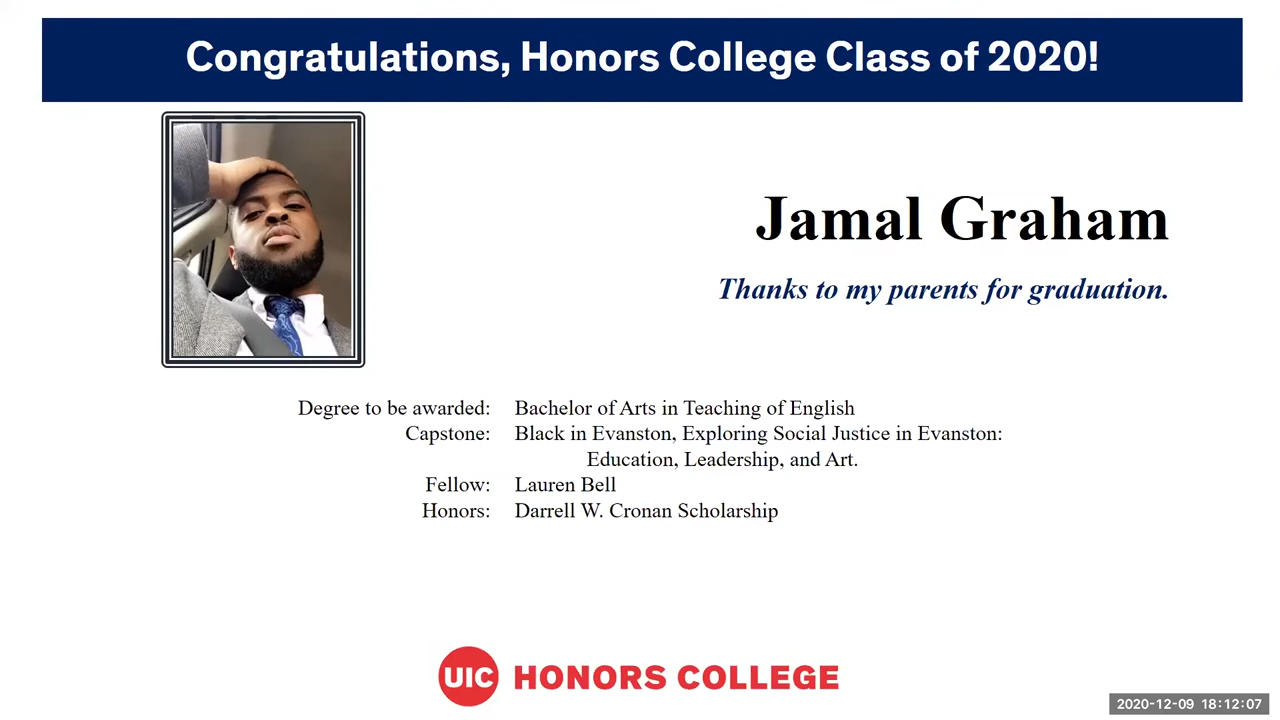 Congratulations, Honors College Class of 2020!
Jamal Graham
Thanks to my parents for graduation.
Degree to be awarded: Bachelor of Arts in Teaching of English
Capstone: Black in Evanston, Exploring Social Justice in Evanston:
Education, Leadership, and Art.
Fellow: Lauren Bell
Honors: Darrell W. Cronan Scholarship
UIC HONORS COLLEGE
2020-12-09 18:12:07